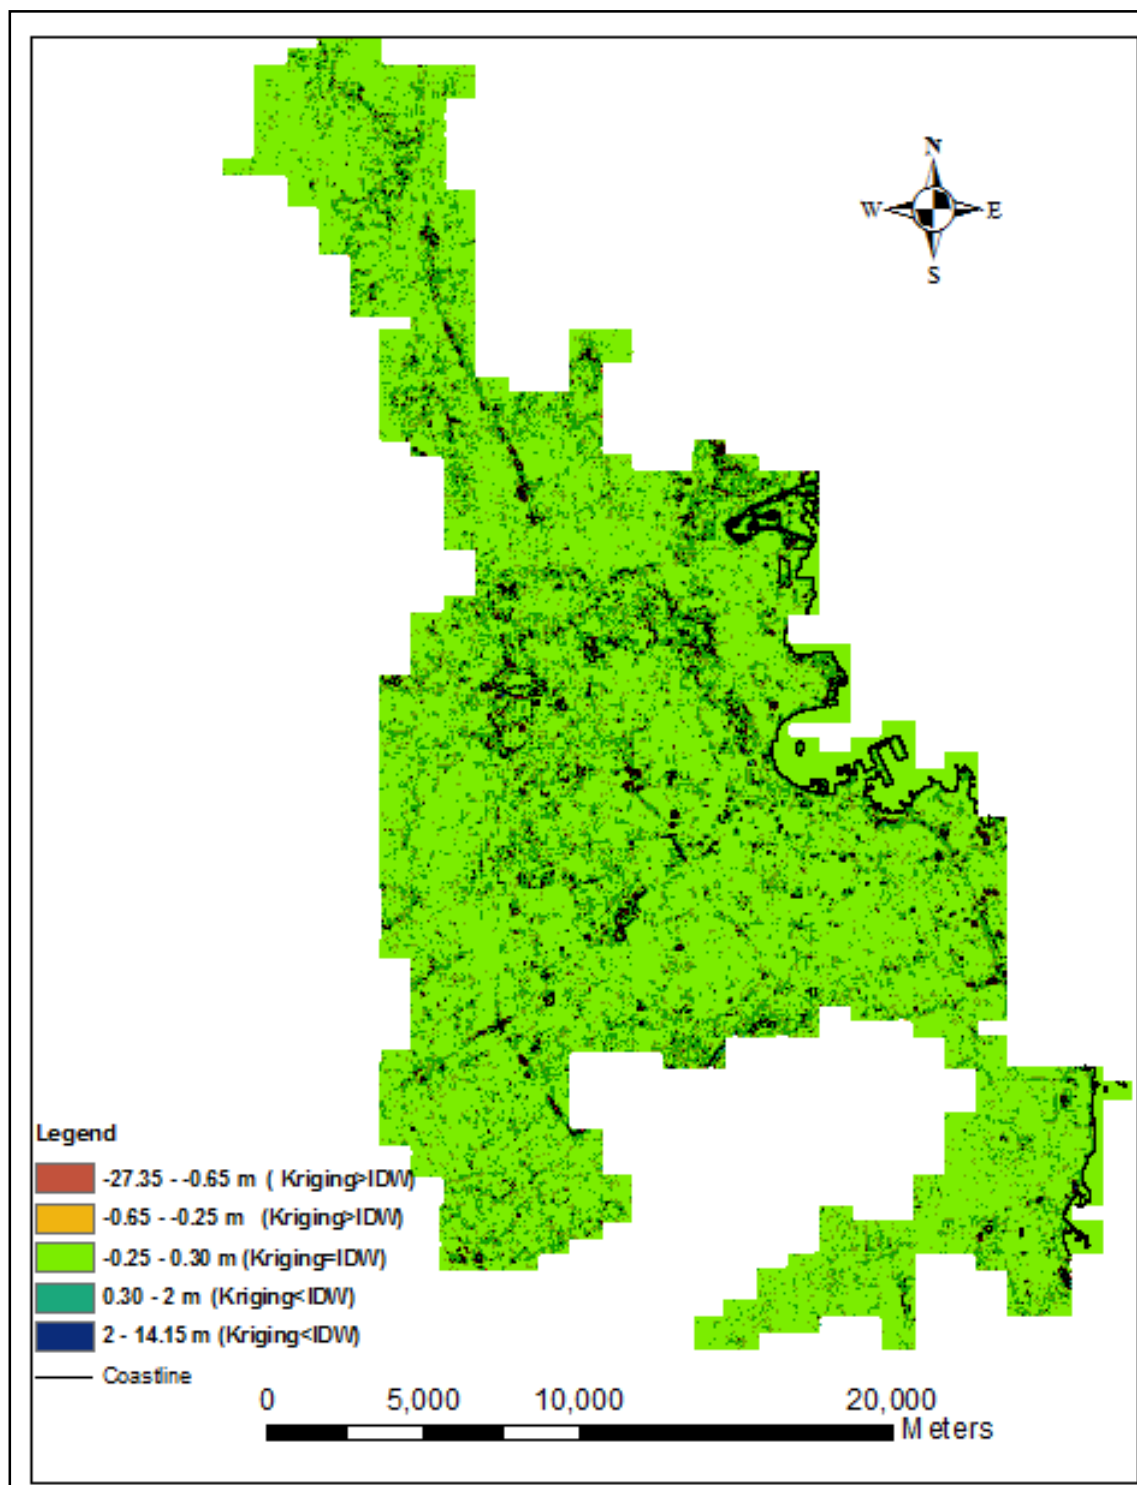 N
W E
S
Legend
-27.35 - -0.65 m ( Kriging>IDW)
-0.65 - -0.25 m (Kriging>IDW)
-0.25 - 0.30 m (Kriging=IDW)
0.30 - 2 m (Kriging<IDW)
2 - 14.15 m (Kriging<IDW)
Coastline
0 5,000 10,000 20,000
Meters